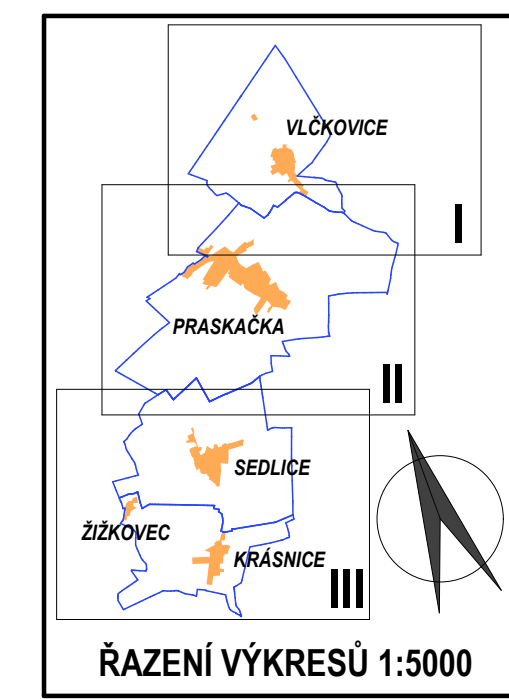 VLČKOVICE
I
PRASKAČKA
II
SEDLICE
ŽIŽKOVEC
KRÁSNICE
III
ŘAZENÍ VÝKRESŮ 1:5000